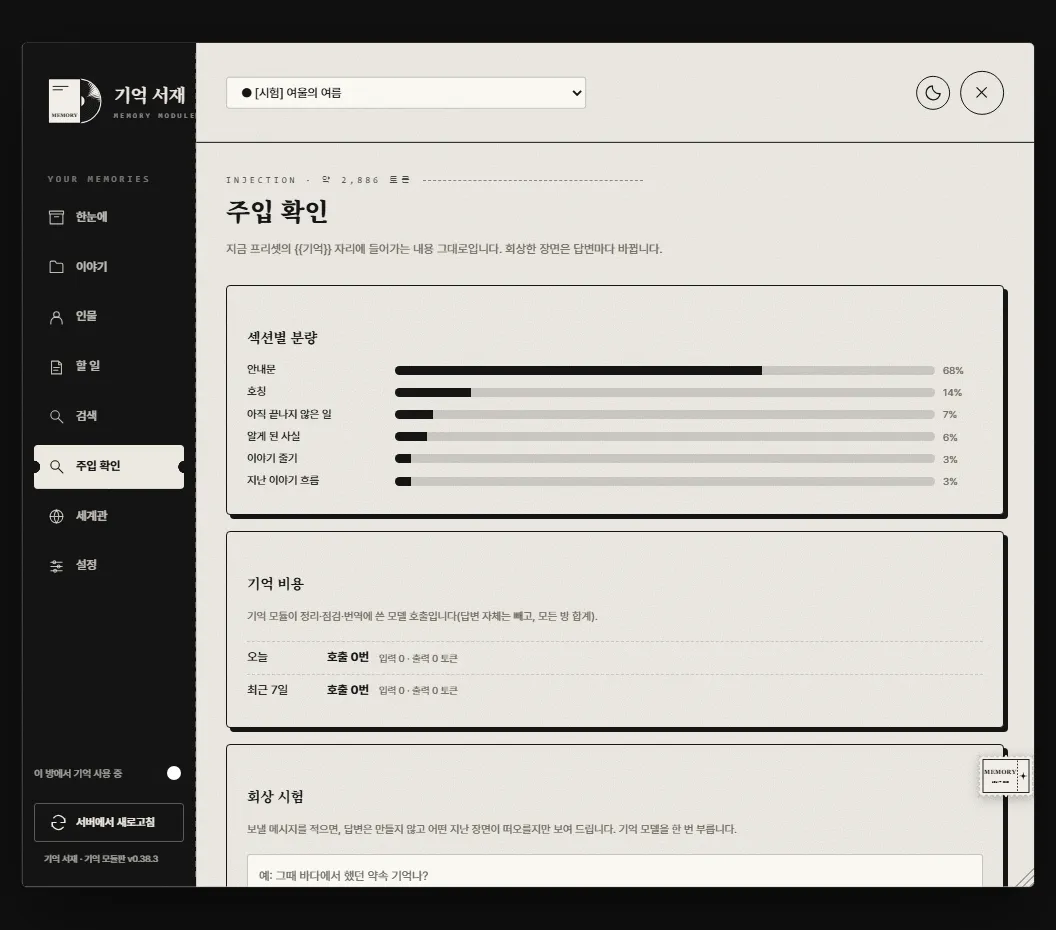 MEMORY
기억 서재
MEMORY MODULE
YOUR MEMORIES
한눈에
이야기
인물
할 일
검색
주입 확인
세계관
설정
이 방에서 기억 사용 중
서버에서 새로고침
기억 서재 · 기억 모듈판 v0.38.3
● [시험] 여울의 여름
INJECTION · 약 2,886 토큰
주입 확인
지금 프리셋의 {{기억}} 자리에 들어가는 내용 그대로입니다. 회상한 장면은 답변마다 바뀝니다.
섹션별 분량
안내문 68%
호칭 14%
아직 끝나지 않은 일 7%
알게 된 사실 6%
이야기 줄기 3%
지난 이야기 흐름 3%
기억 비용
기억 모듈이 정리·점검·번역에 쓴 모델 호출입니다(답변 자체는 빼고, 모든 방 합계).
오늘 호출 0번 입력 0 · 출력 0 토큰
최근 7일 호출 0번 입력 0 · 출력 0 토큰
MEMORY
회상 시험
보낼 메시지를 적으면, 답변은 만들지 않고 어떤 지난 장면이 떠오를지만 보여 드립니다. 기억 모델을 한 번 부릅니다.
예: 그때 바다에서 했던 약속 기억나?